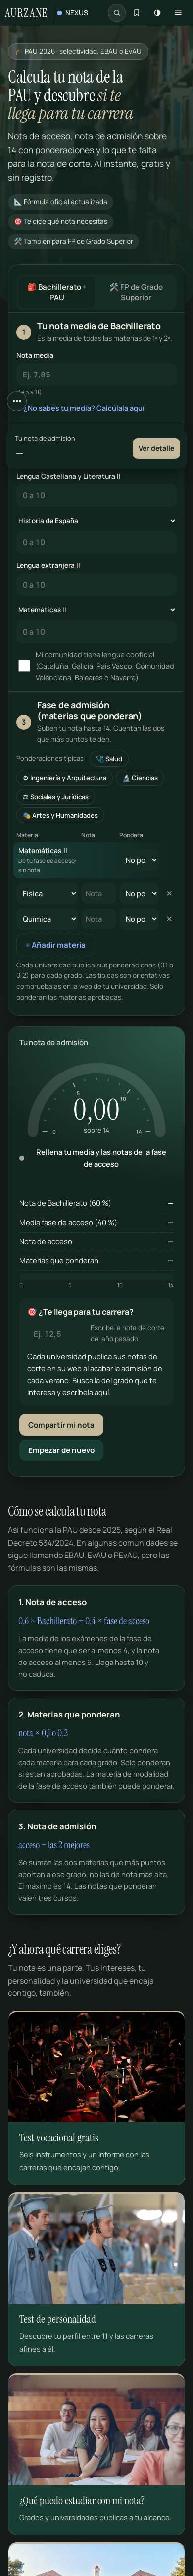 AURZANE NEXUS
PAU 2026 · selectividad, EBAU o EvAU
Calcula tu nota de la
PAU y descubre si te
llega para tu carrera
Tu nota de acceso, tu nota de admisión sobre
14 con ponderaciones y lo que te falta
para la nota de corte. Al instante, gratis y
sin registro.
Fórmula oficial actualizada
Te dice qué nota necesitas
También para FP de Grado Superior
Bachillerato +
PAU
FP de Grado
Superior
1
Tu nota media de Bachillerato
Es la media de todas las materias de 1º y 2º.
Nota media
Ej. 7,85
a 10
¿No sabes tu media? Calcúlala aquí
Tu nota de admisión
—
Ver detalle
Lengua Castellana y Literatura II
0 a 10
Historia de España
0 a 10
Lengua extranjera II
0 a 10
Matemáticas II
0 a 10
Mi comunidad tiene lengua cooficial
(Cataluña, Galicia, País Vasco, Comunidad
Valenciana, Baleares o Navarra)
3
Fase de admisión
(materias que ponderan)
Suben tu nota hasta 14. Cuentan las dos
que más puntos te den.
Ponderaciones típicas:
Salud
Ingeniería y Arquitectura
Ciencias
Sociales y Jurídicas
Artes y Humanidades
Materia Nota Pondera
Matemáticas II
De tu fase de acceso:
sin nota
No por
Física Nota No por ×
Química Nota No por ×
+ Añadir materia
Cada universidad publica sus ponderaciones (0,1 o
0,2) para cada grado. Las típicas son orientativas:
compruébalas en la web de tu universidad. Solo
ponderan las materias aprobadas.
Tu nota de admisión
0 5 10 14
0,00
sobre 14
Rellena tu media y las notas de la fase
de acceso
Nota de Bachillerato (60 %) —
Media fase de acceso (40 %) —
Nota de acceso —
Materias que ponderan —
0 5 10 14
¿Te llega para tu carrera?
Ej. 12,5
Escribe la nota de corte
del año pasado
Cada universidad publica sus notas de
corte en su web al acabar la admisión de
cada verano. Busca la del grado que te
interesa y escríbela aquí.
Compartir mi nota
Empezar de nuevo
Cómo se calcula tu nota
Así funciona la PAU desde 2025, según el Real
Decreto 534/2024. En algunas comunidades se
sigue llamando EBAU, EvAU o PEvAU, pero las
fórmulas son las mismas.
1. Nota de acceso
0,6 × Bachillerato + 0,4 × fase de acceso
La media de los exámenes de la fase de
acceso tiene que ser al menos 4, y la nota
de acceso al menos 5. Llega hasta 10 y
no caduca.
2. Materias que ponderan
nota × 0,1 o 0,2
Cada universidad decide cuánto pondera
cada materia para cada grado. Solo ponderan
si están aprobadas. La materia de modalidad
de la fase de acceso también puede ponderar.
3. Nota de admisión
acceso + las 2 mejores
Se suman las dos materias que más puntos
aportan a ese grado, no las de nota más alta.
El máximo es 14. Las notas que ponderan
valen tres cursos.
¿Y ahora qué carrera eliges?
Tu nota es una parte. Tus intereses, tu
personalidad y la universidad que encaja
contigo, también.
Test vocacional gratis
Seis instrumentos y un informe con las
carreras que encajan contigo.
Test de personalidad
Descubre tu perfil entre 11 y las carreras
afines a él.
¿Qué puedo estudiar con mi nota?
Grados y universidades públicas a tu alcance.